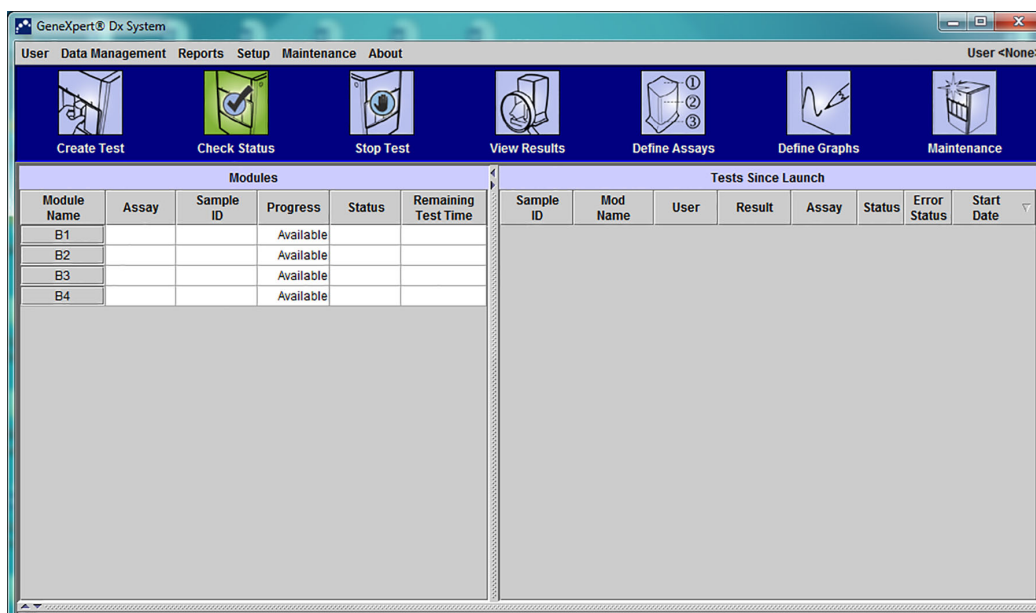 GeneXpert® Dx System
User Data Management Reports Setup Maintenance About User <None>
① 
② 
③
Create Test Check Status Stop Test View Results Define Assays Define Graphs Maintenance
Modules
Module Name Assay Sample ID Progress Status Remaining Test Time
B1 Available
B2 Available
B3 Available
B4 Available
Tests Since Launch
Sample ID Mod Name User Result Assay Status Error Status Start Date